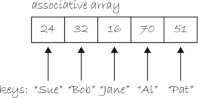 associative array
24 32 16 70 51
keys: "Sue" "Bob" "Jane" "Al" "Pat"